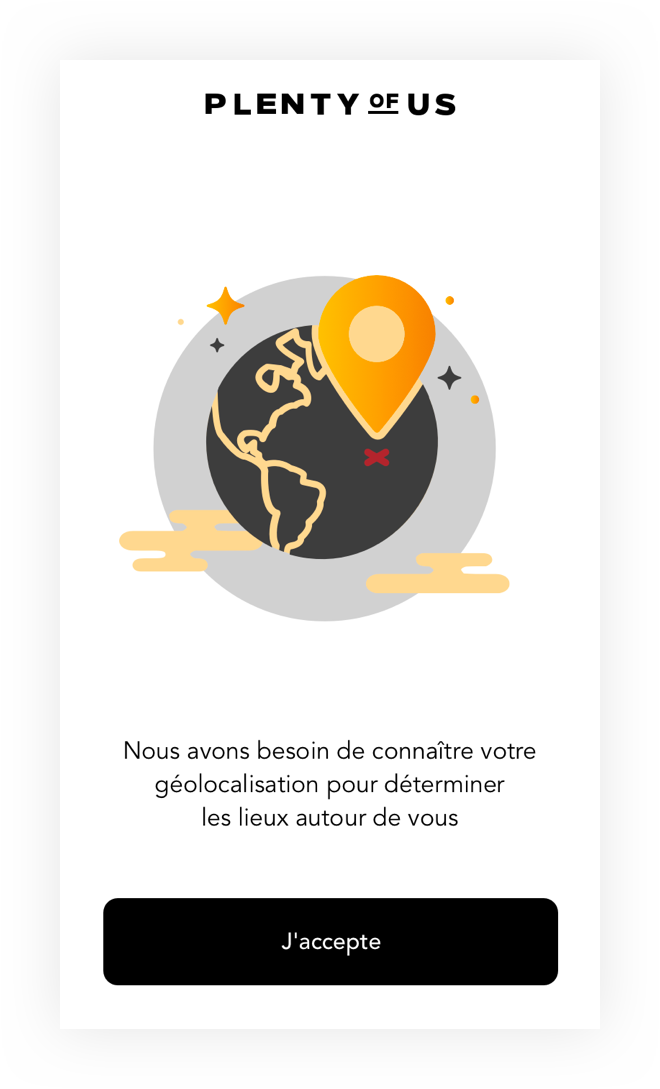 PLENTY OF US
Nous avons besoin de connaître votre
géolocalisation pour déterminer
les lieux autour de vous
J'accepte